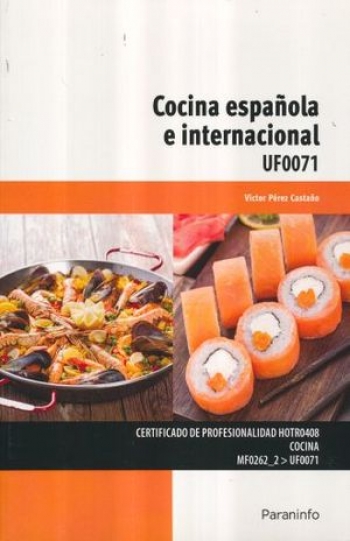 Cocina española
e internacional
UF0071
Víctor Pérez Castaño
CERTIFICADO DE PROFESIONALIDAD HOTR0408
COCINA
MF0262_2 > UF0071
Paraninfo